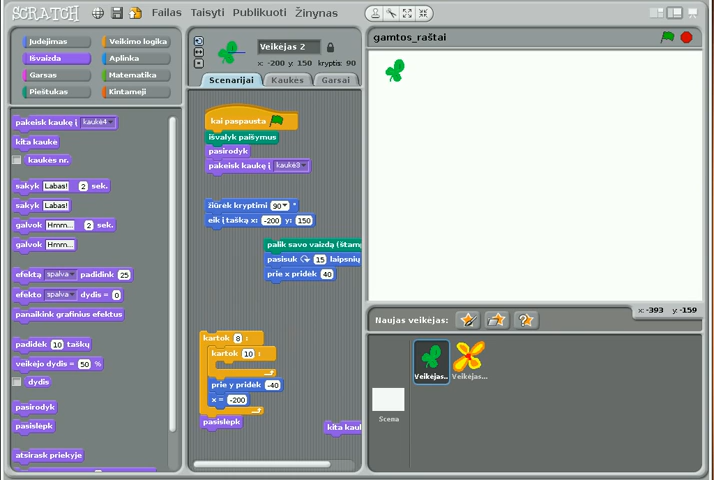 SCRATCH
Failas Taisyti Publikuoti Žinynas
Judėjimas
Išvaizda
Garsas
Pieštukas
Veikimo logika
Aplinka
Matematika
Kintamieji
pakeisk kaukę į kaukė4
kita kaukė
kaukės nr.
sakyk Labas! 2 sek.
sakyk Labas!
galvok Hmm... 2 sek.
galvok Hmm...
efektą spalva padidink 25
efekto spalva dydis = 0
panaikink grafinius efektus
padidėk 10 taškų
veikėjo dydis = 50 %
dydis
pasirodyk
pasislėpk
atsirask priekyje
Veikėjas 2
x: -200 y: 150 kryptis: 90
Scenarijai
Kaukės
Garsai
kai paspausta
išvalyk paišymus
pasirodyk
pakeisk kaukę į kaukė3
žiūrėk kryptimi 90
eik į tašką x: -200 y: 150
palik savo vaizdą (štam
pasisuk 15 laipsnių
prie x pridėk 40
kartok 8 :
kartok 10 :
prie y pridėk -40
x = -200
pasislėpk
kita kauk
gamtos_raštai
x: -393 y: -159
Naujas veikėjas:
Veikėjas...
Veikėjas...
Scena